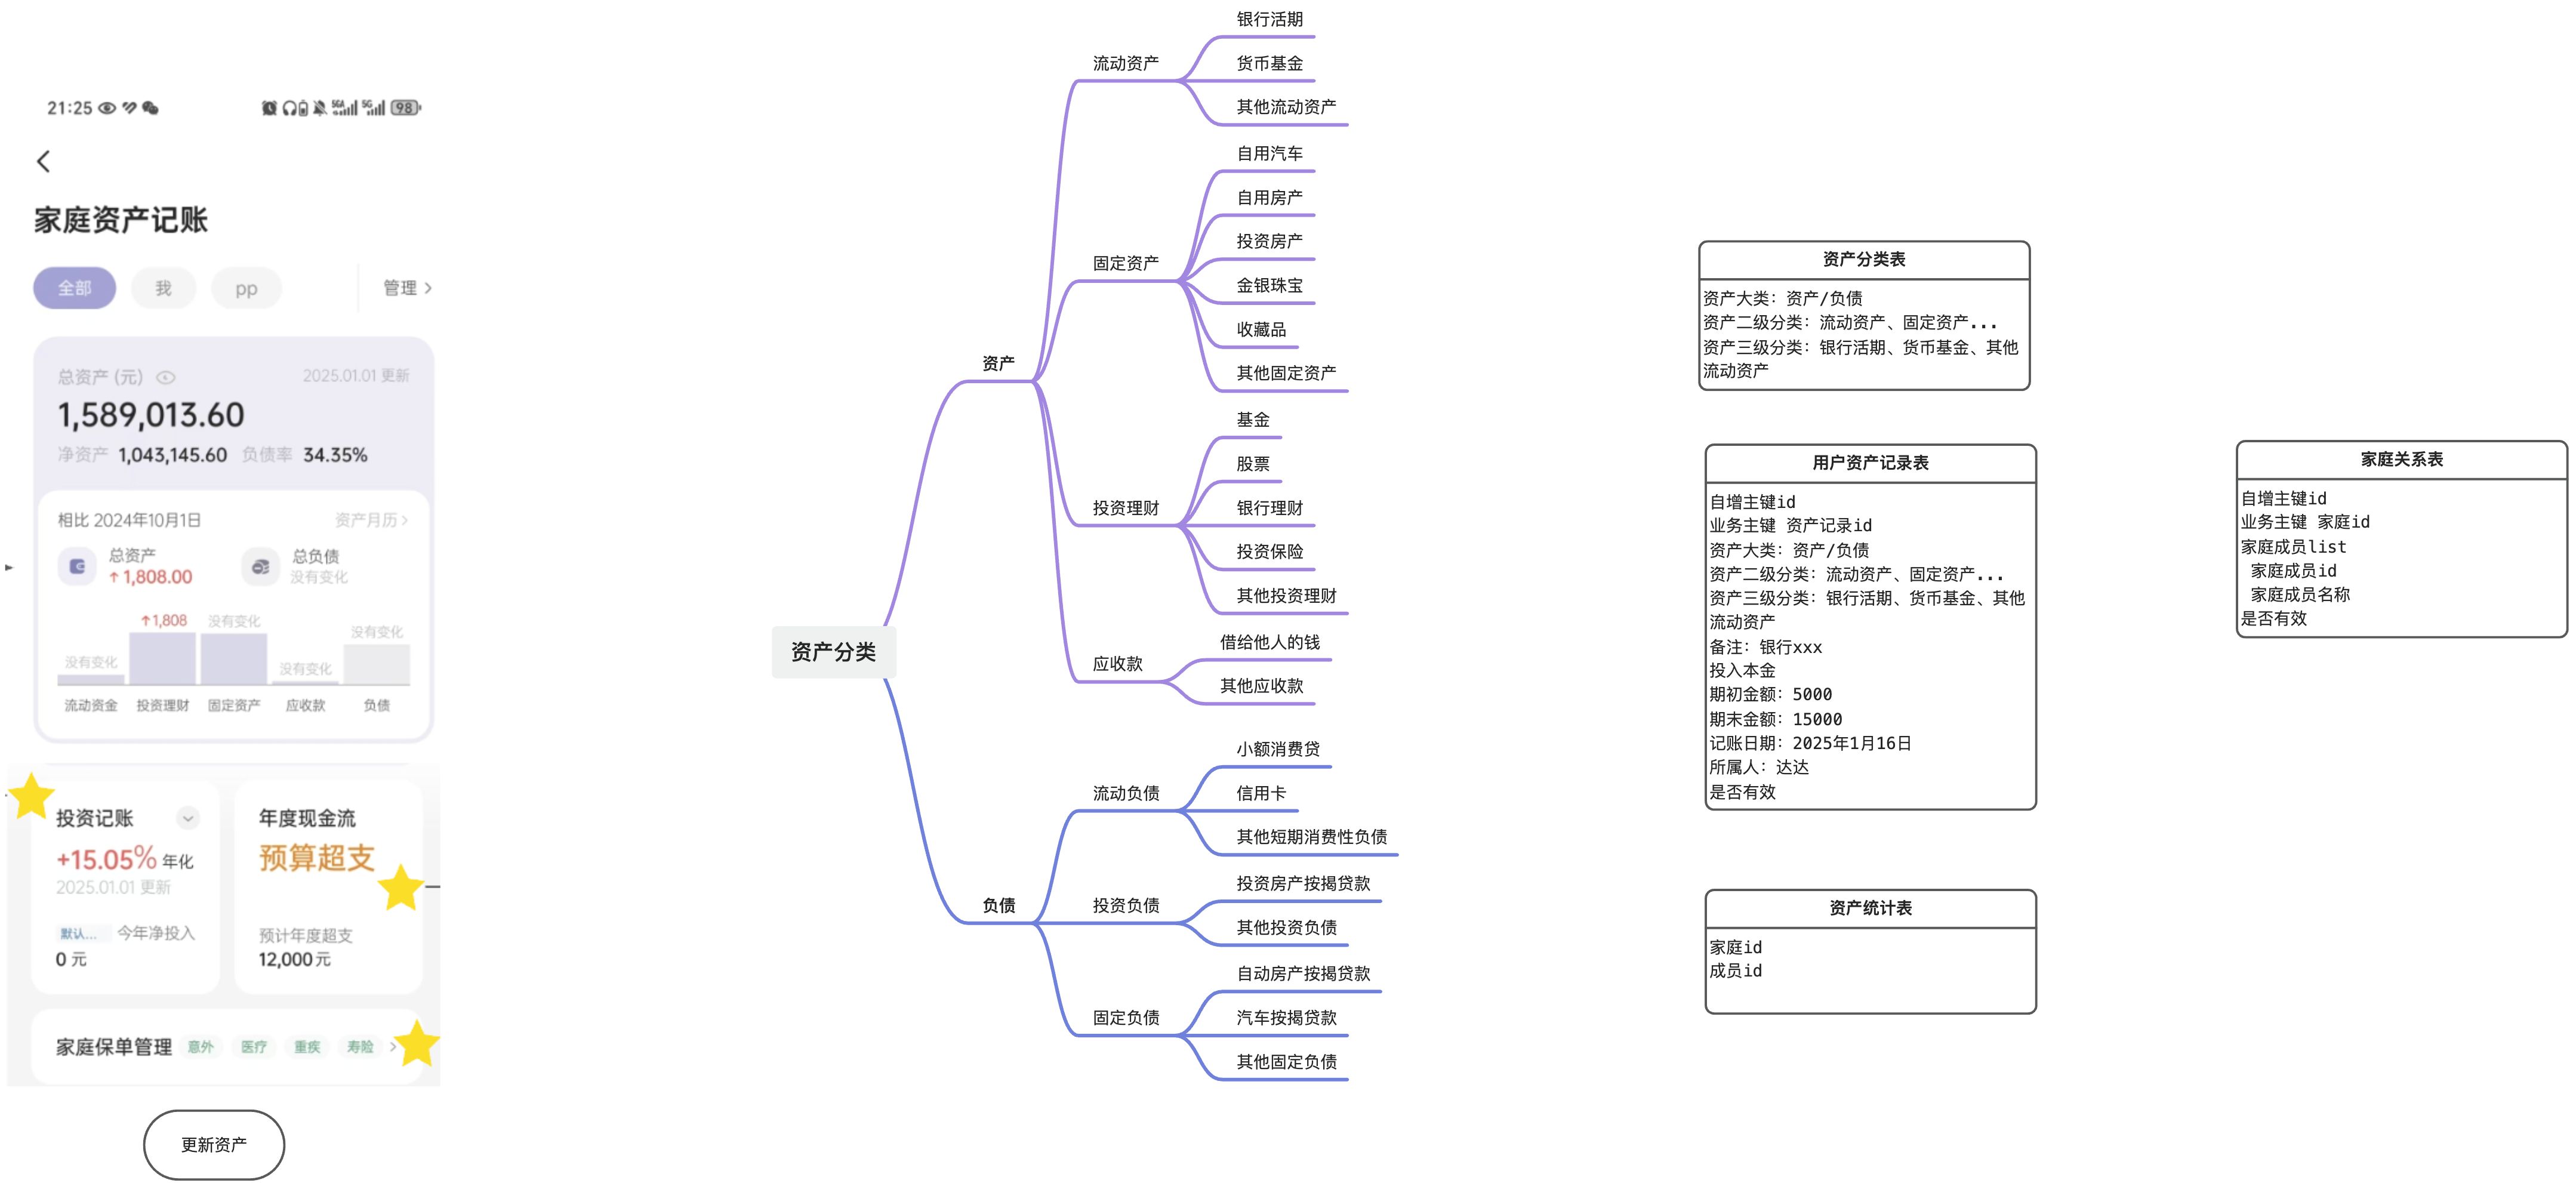 21:25
98
家庭资产记账
全部
我
pp
管理 >
总资产 (元)
2025.01.01 更新
1,589,013.60
净资产 1,043,145.60 负债率 34.35%
相比 2024年10月1日
资产月历 >
总资产
↑1,808.00
总负债
没有变化
没有变化
↑1,808
没有变化
没有变化
没有变化
流动资金
投资理财
固定资产
应收款
负债
投资记账
+15.05% 年化
2025.01.01 更新
默认... 今年净投入
0 元
年度现金流
预算超支
预计年度超支
12,000元
家庭保单管理 意外 医疗 重疾 寿险 >
更新资产
资产分类
资产
流动资产
银行活期
货币基金
其他流动资产
固定资产
自用汽车
自用房产
投资房产
金银珠宝
收藏品
其他固定资产
投资理财
基金
股票
银行理财
投资保险
其他投资理财
应收款
借给他人的钱
其他应收款
负债
流动负债
小额消费贷
信用卡
其他短期消费性负债
投资负债
投资房产按揭贷款
其他投资负债
固定负债
自动房产按揭贷款
汽车按揭贷款
其他固定负债
资产分类表
资产大类：资产/负债
资产二级分类：流动资产、固定资产...
资产三级分类：银行活期、货币基金、其他
流动资产
用户资产记录表
自增主键id
业务主键 资产记录id
资产大类：资产/负债
资产二级分类：流动资产、固定资产...
资产三级分类：银行活期、货币基金、其他
流动资产
备注：银行xxx
投入本金
期初金额：5000
期末金额：15000
记账日期：2025年1月16日
所属人：达达
是否有效
资产统计表
家庭id
成员id
家庭关系表
自增主键id
业务主键 家庭id
家庭成员list
家庭成员id
家庭成员名称
是否有效